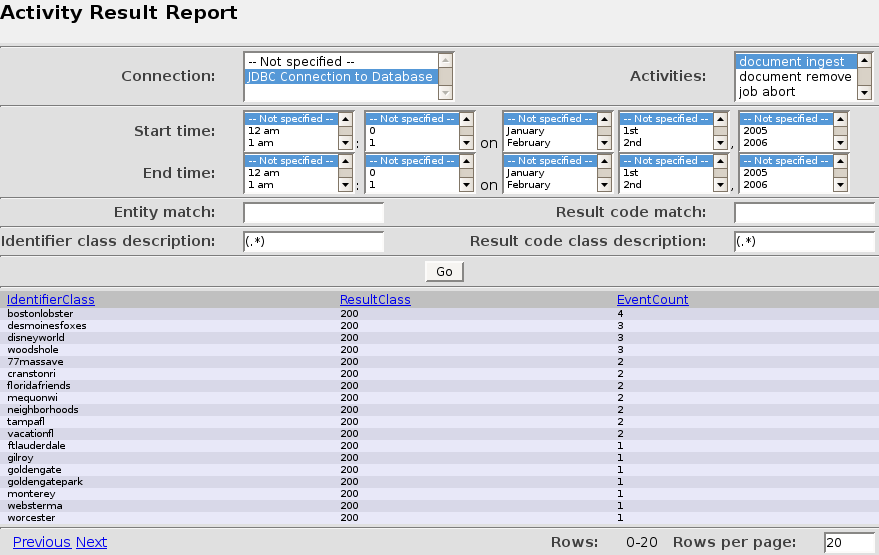 Activity Result Report
Connection: -- Not specified -- Activities: document ingest
JDBC Connection to Database document remove
job abort
Start time: -- Not specified -- : -- Not specified -- on -- Not specified -- -- Not specified -- , -- Not specified --
12 am 0 January 1st 2005
1 am 1 February 2nd 2006
End time: -- Not specified -- : -- Not specified -- on -- Not specified -- -- Not specified -- , -- Not specified --
12 am 0 January 1st 2005
1 am 1 February 2nd 2006
Entity match: Result code match:
Identifier class description: (.*) Result code class description: (.*)
Go
IdentifierClass ResultClass EventCount
bostonlobster 200 4
desmoinesfoxes 200 3
disneyworld 200 3
woodshole 200 3
77massave 200 2
cranstonri 200 2
floridafriends 200 2
mequonwi 200 2
neighborhoods 200 2
tampafl 200 2
vacationfl 200 2
ftlauderdale 200 1
gilroy 200 1
goldengate 200 1
goldengatepark 200 1
monterey 200 1
websterma 200 1
worcester 200 1
Previous Next Rows: 0-20 Rows per page: 20